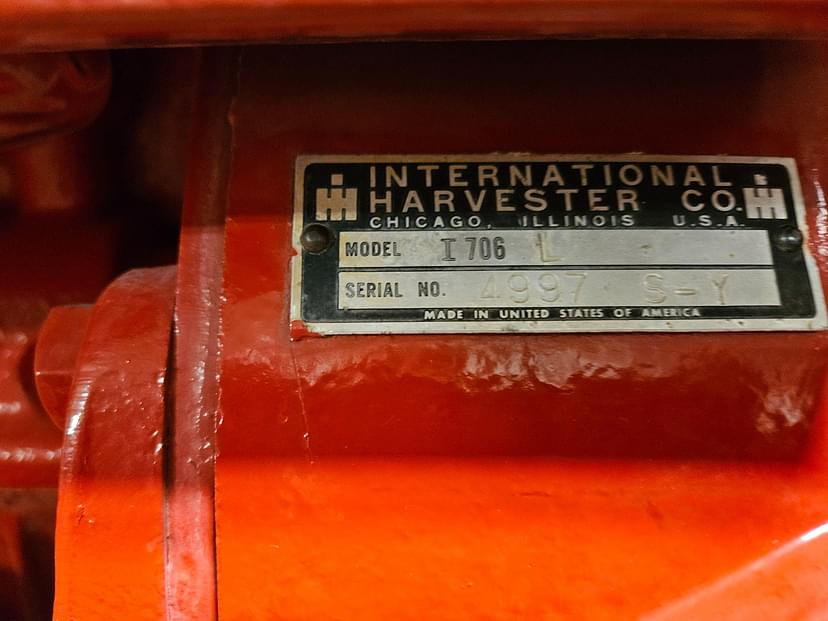 INTERNATIONAL
HARVESTER CO.
CHICAGO, ILLINOIS U.S.A.
MODEL I 706 L
SERIAL NO. 4997 S-Y
MADE IN UNITED STATES OF AMERICA